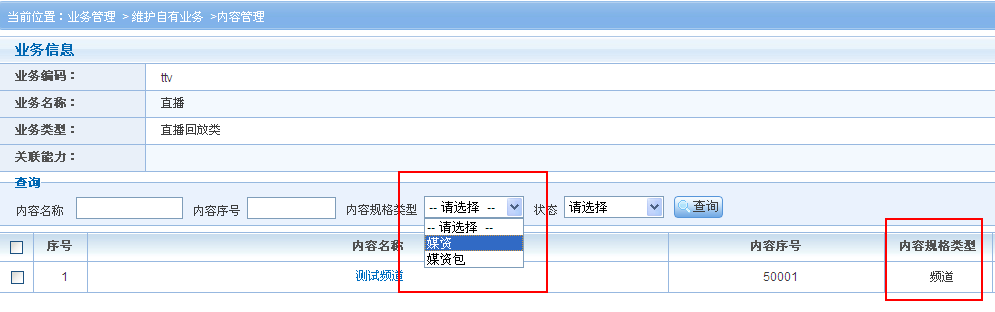 当前位置：业务管理 > 维护自有业务 >内容管理
业务信息
业务编码： ttv
业务名称： 直播
业务类型： 直播回放类
关联能力：
查询
内容名称 内容序号 内容规格类型 -- 请选择 -- 状态 请选择 查询
-- 请选择 --
媒资
媒资包
序号 内容名称 内容序号 内容规格类型
1 测试频道 50001 频道